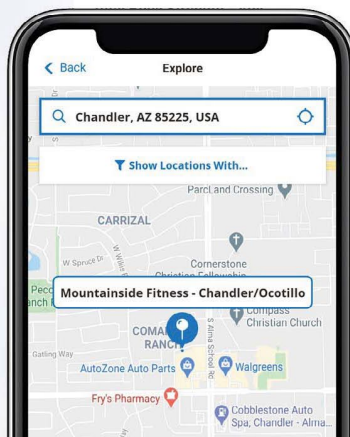 Back
Explore
Chandler, AZ 85225, USA
Show Locations With...
ParcLand Crossing
CARRIZAL
W Spruce Dr
Cornerstone
Christian Fellowship
Mountainside Fitness - Chandler/Ocotillo
Compass
Christian Church
RANCH
S Alma School Rd
Gatling Way
AutoZone Auto Parts
Walgreens
Fry's Pharmacy
Cobblestone Auto
Spa, Chandler - Alma...